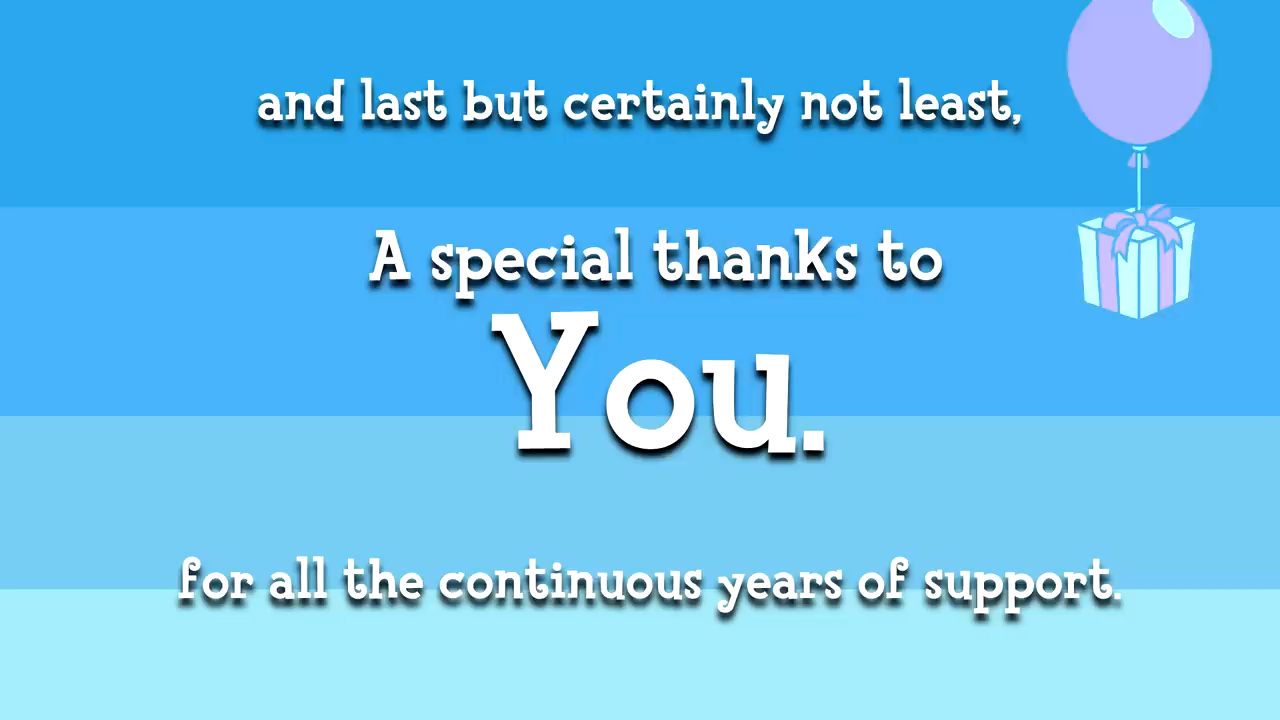 and last but certainly not least,
A special thanks to
You.
for all the continuous years of support.